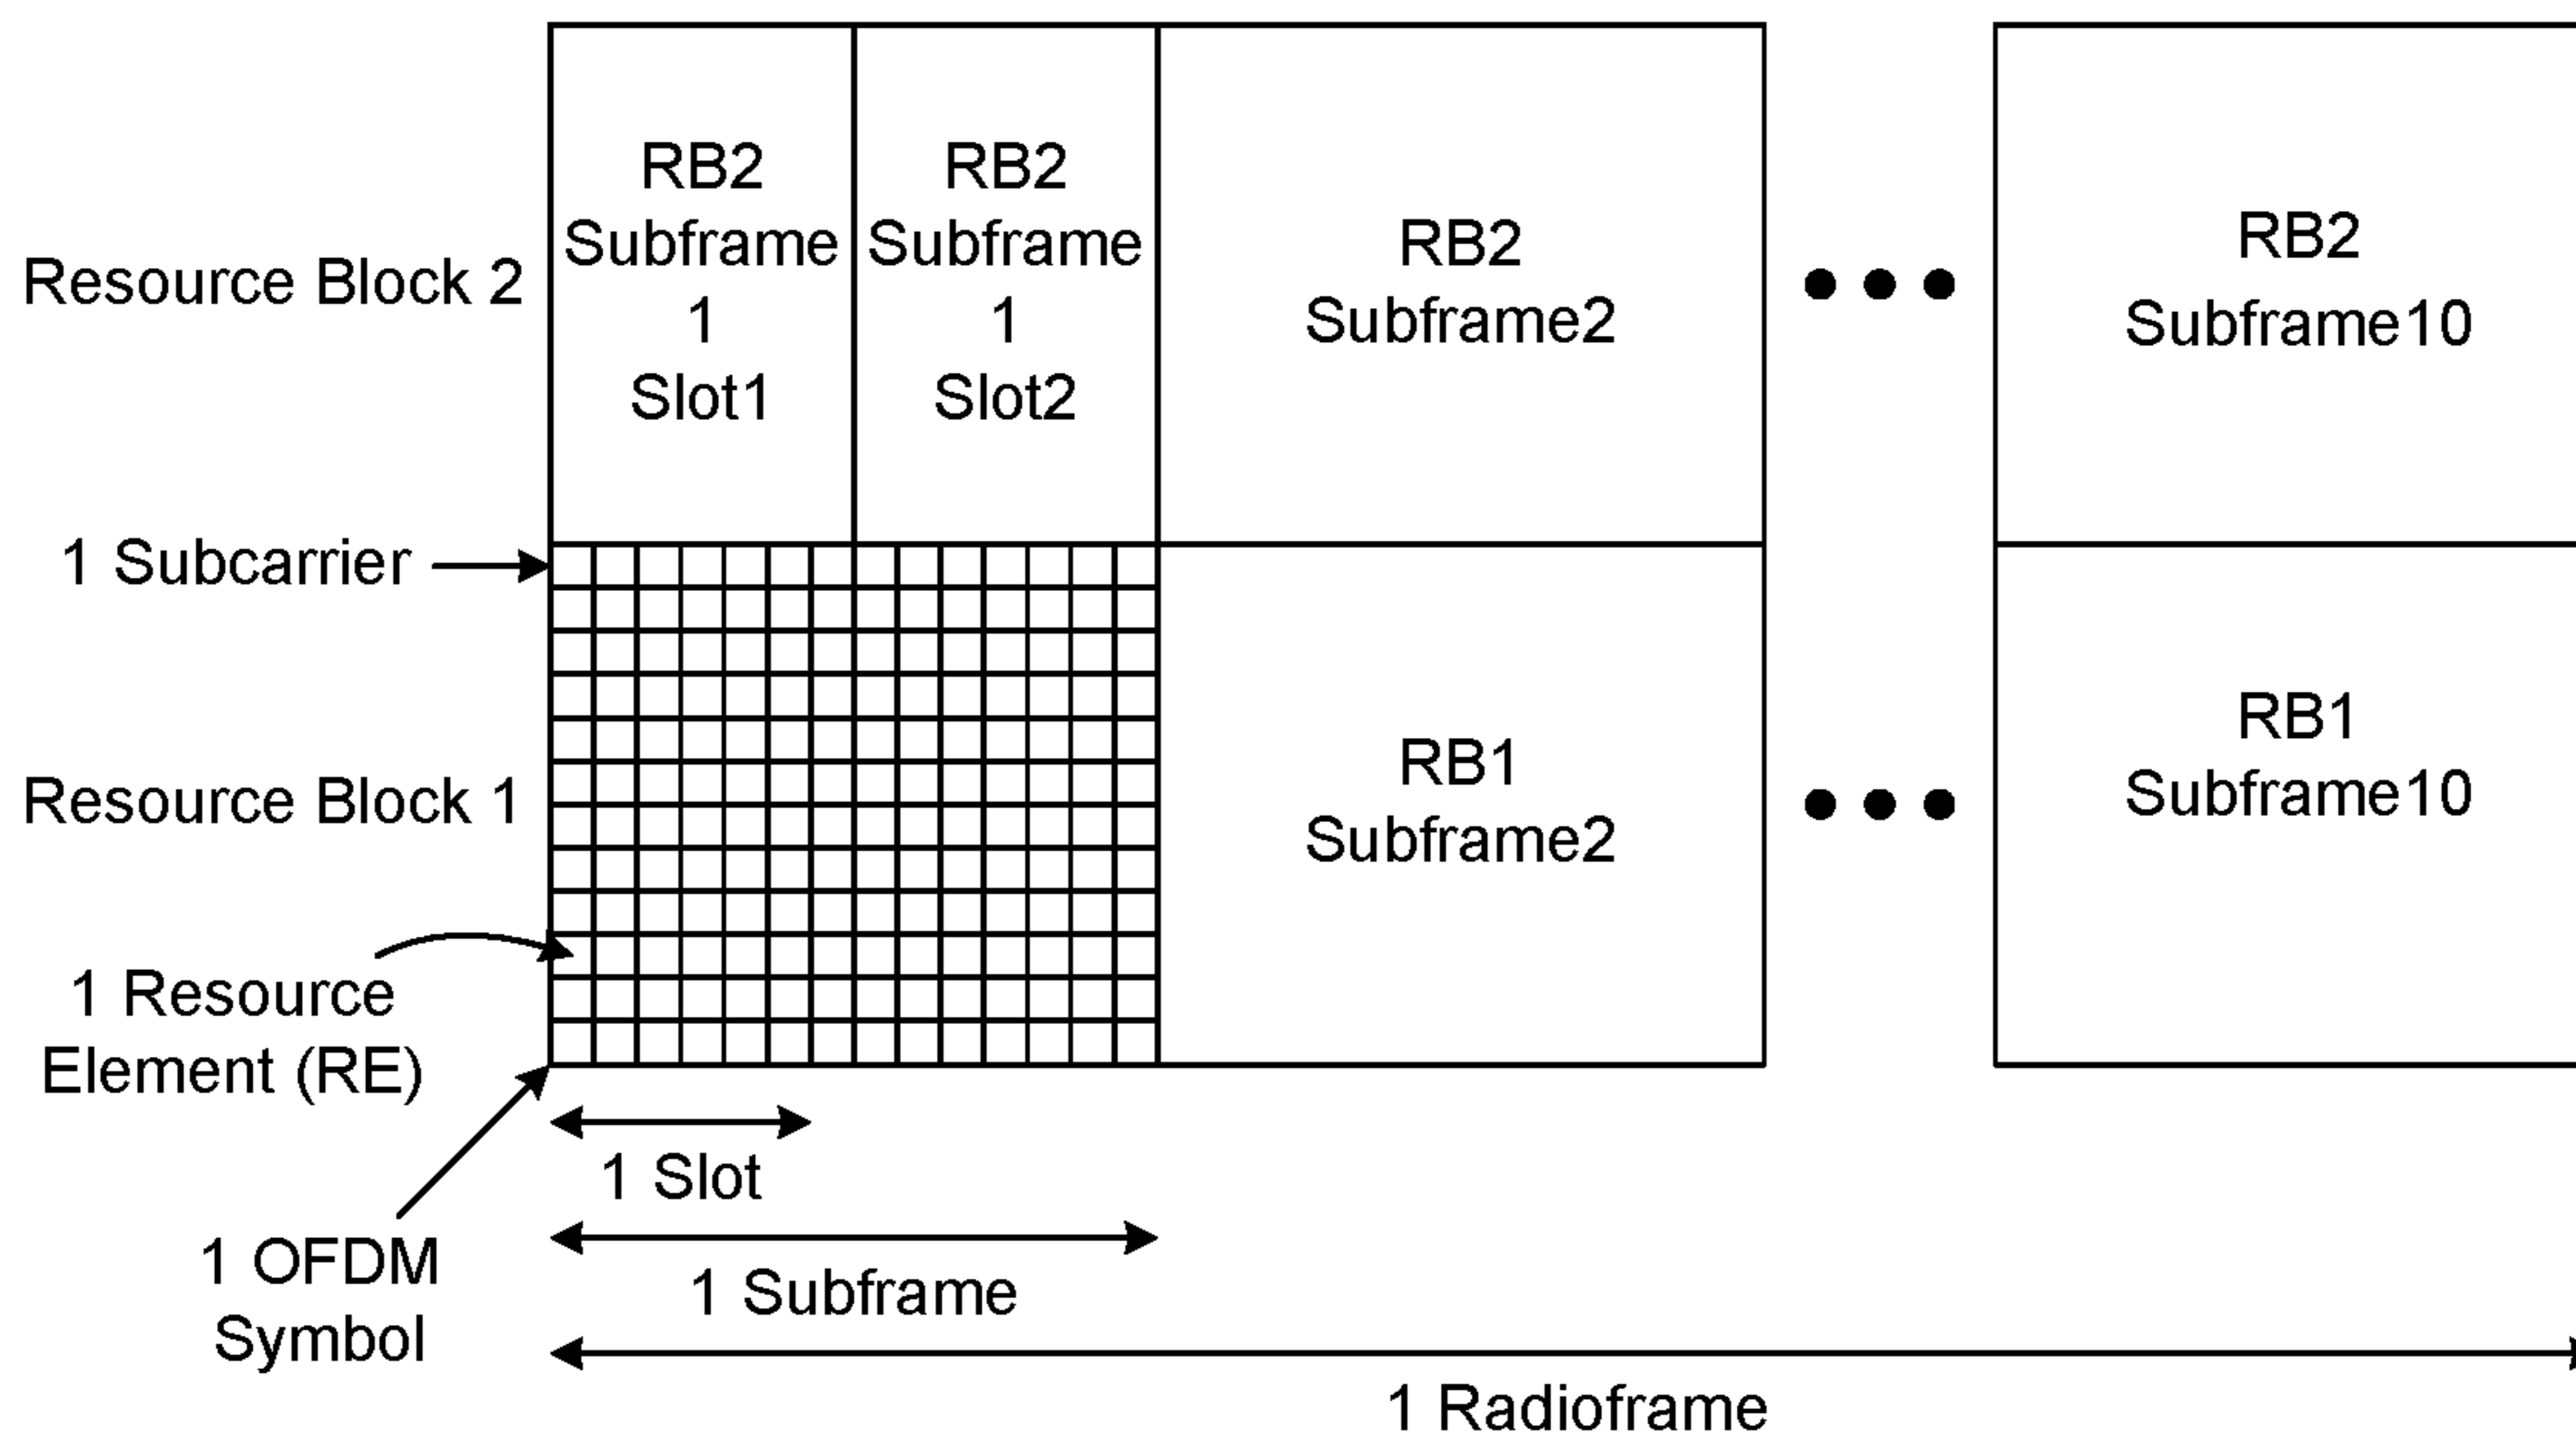 Resource Block 2
RB2
Subframe
1
Slot1
RB2
Subframe
1
Slot2
RB2
Subframe2
RB2
Subframe10
1 Subcarrier
Resource Block 1
RB1
Subframe2
RB1
Subframe10
1 Resource
Element (RE)
1 Slot
1 OFDM
Symbol
1 Subframe
1 Radioframe